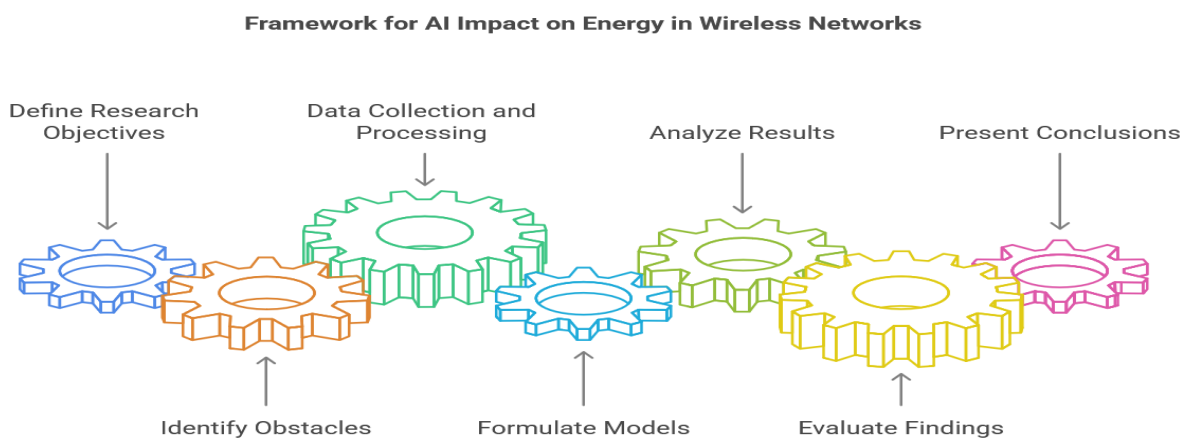 Framework for AI Impact on Energy in Wireless Networks
Define Research
Objectives
Data Collection and
Processing
Analyze Results
Present Conclusions
Identify Obstacles
Formulate Models
Evaluate Findings